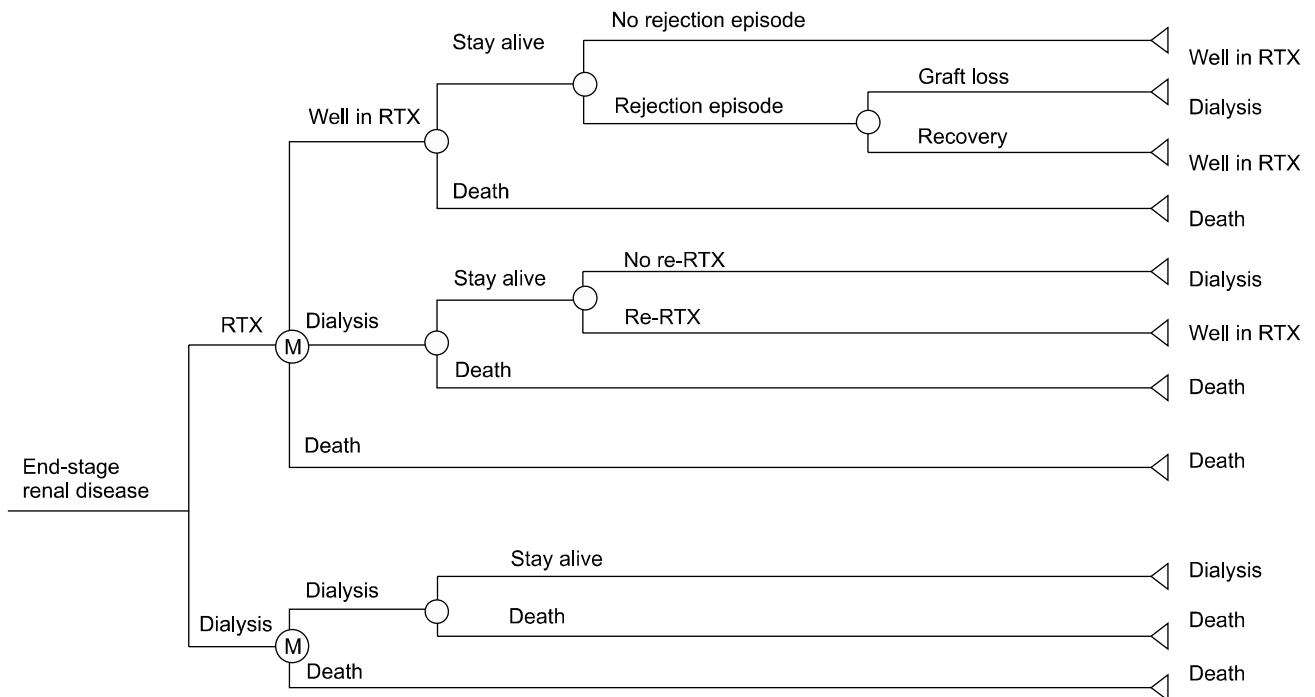 No rejection episode
Stay alive
Well in RTX
Graft loss
Well in RTX
Rejection episode
Dialysis
Recovery
Well in RTX
Death
Death
No re-RTX
Stay alive
Dialysis
Re-RTX
RTX
M
Dialysis
Well in RTX
Death
Death
Death
Death
End-stage
renal disease
Stay alive
Dialysis
Dialysis
Death
Death
Dialysis
M
Death
Death